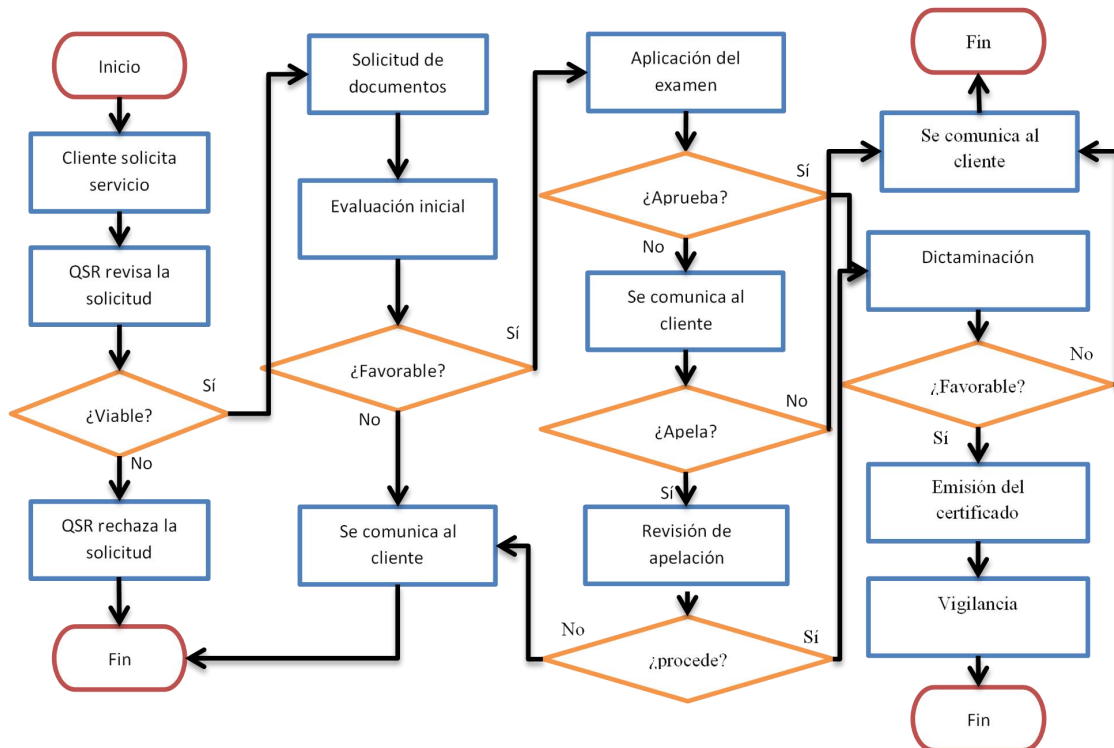 Inicio
Cliente solicita
servicio
QSR revisa la
solicitud
¿Viable?
Sí
No
QSR rechaza la
solicitud
Fin
Solicitud de
documentos
Evaluación inicial
¿Favorable?
Sí
No
Se comunica al
cliente
Aplicación del
examen
¿Aprueba?
Sí
No
Se comunica al
cliente
¿Apela?
No
Sí
Revisión de
apelación
¿procede?
No
Sí
Fin
Se comunica al
cliente
Dictaminación
¿Favorable?
No
Sí
Emisión del
certificado
Vigilancia
Fin